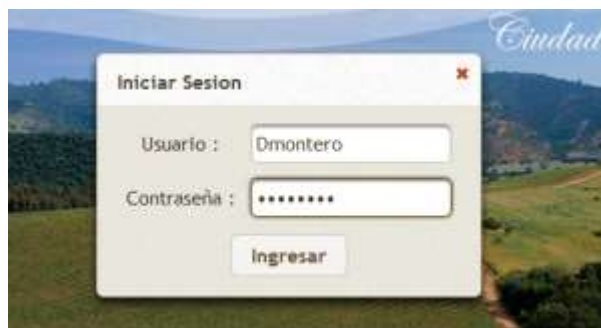 Ciudad
Iniciar Sesion
Usuario : Dmontero
Contraseña : ••••••••
Ingresar